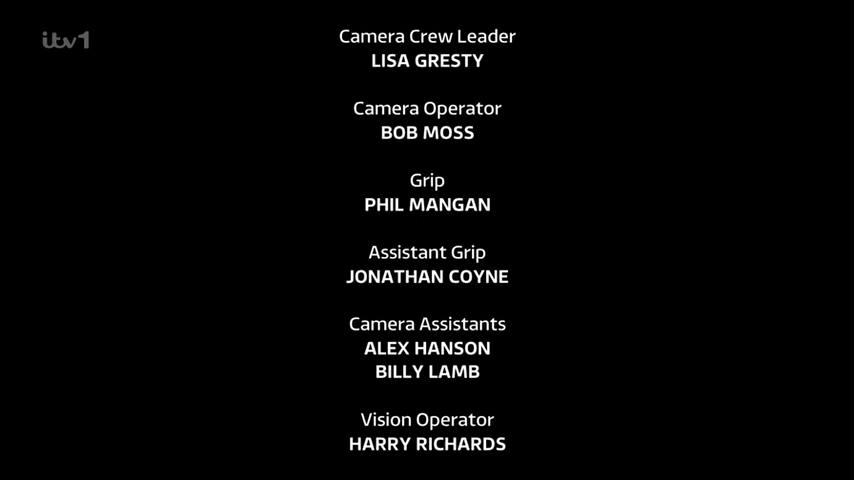 itv1
Camera Crew Leader
LISA GRESTY
Camera Operator
BOB MOSS
Grip
PHIL MANGAN
Assistant Grip
JONATHAN COYNE
Camera Assistants
ALEX HANSON
BILLY LAMB
Vision Operator
HARRY RICHARDS